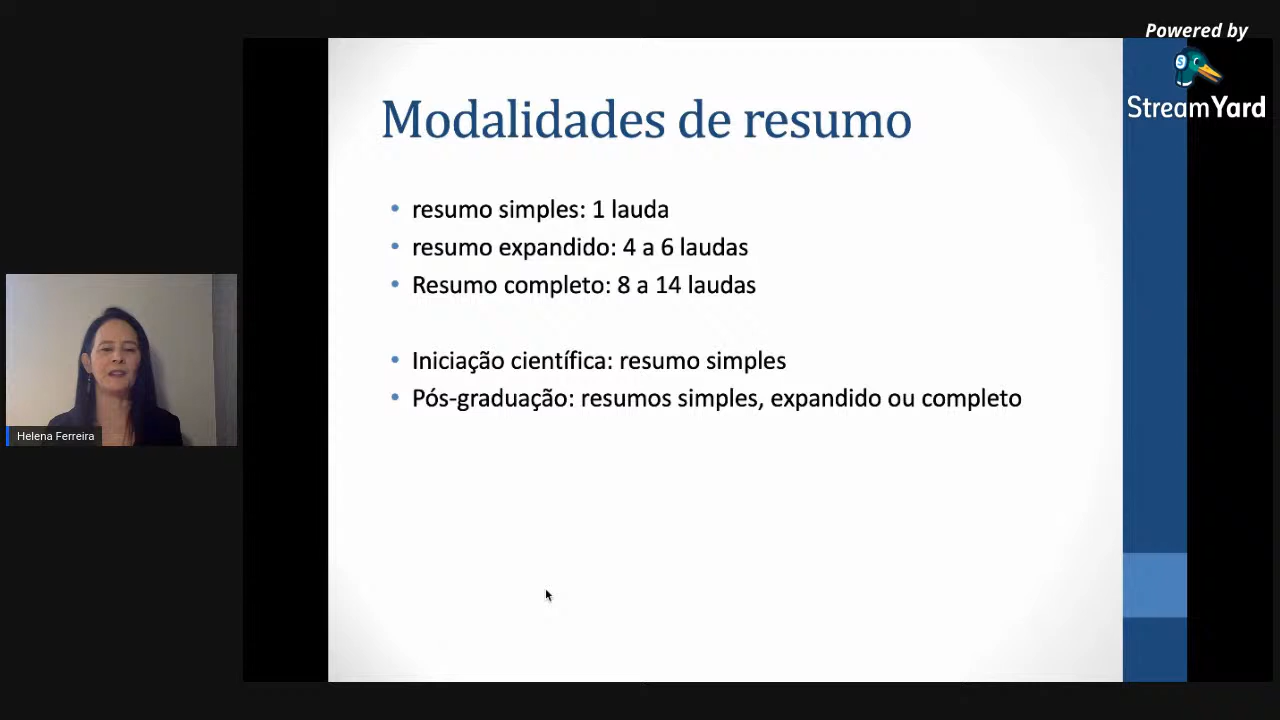 Powered by
StreamYard
Modalidades de resumo
• resumo simples: 1 lauda
• resumo expandido: 4 a 6 laudas
• Resumo completo: 8 a 14 laudas
• Iniciação científica: resumo simples
• Pós-graduação: resumos simples, expandido ou completo
Helena Ferreira